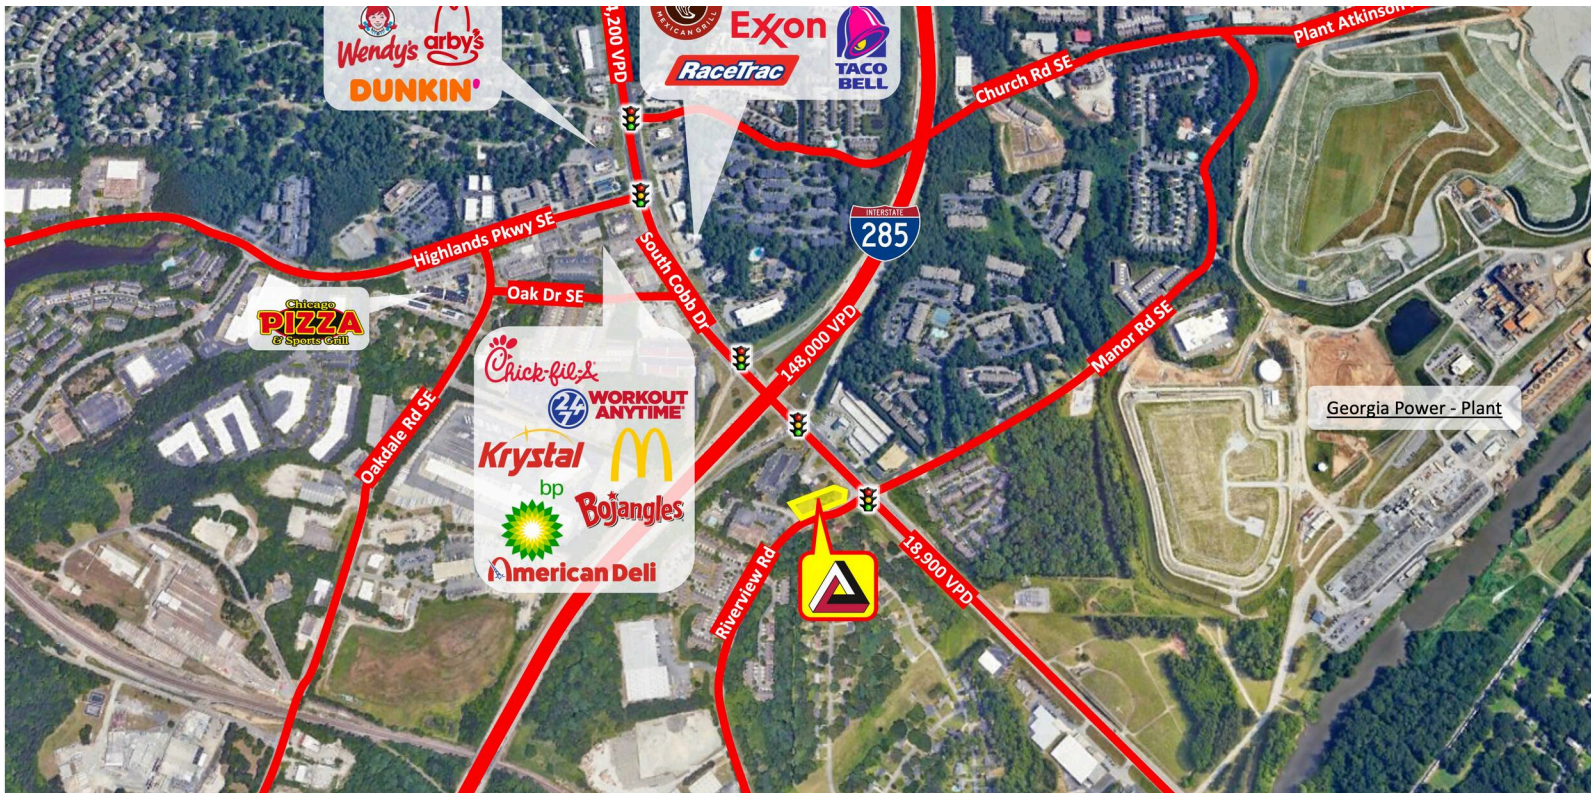 Wendy's
arby's
DUNKIN'
4,200 VPD
MEXICAN GRILL
Exxon
RaceTrac
TACO
BELL
Plant Atkinson
Church Rd SE
Highlands Pkwy SE
INTERSTATE
285
South Cobb Dr
Oak Dr SE
Chicago
PIZZA
& Sports Grill
148,000 VPD
Manor Rd SE
Chick-fil-A
24
7
WORKOUT
ANYTIME
Krystal
bp
Bojangles
American Deli
Oakdale Rd SE
Georgia Power - Plant
18,900 VPD
Riverview Rd